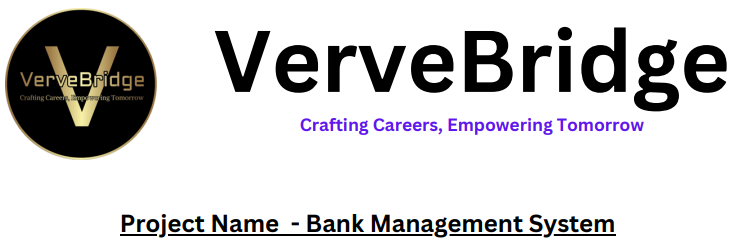 VerveBridge
Crafting Careers, Empowering Tomorrow
VerveBridge
Crafting Careers, Empowering Tomorrow
Project Name - Bank Management System